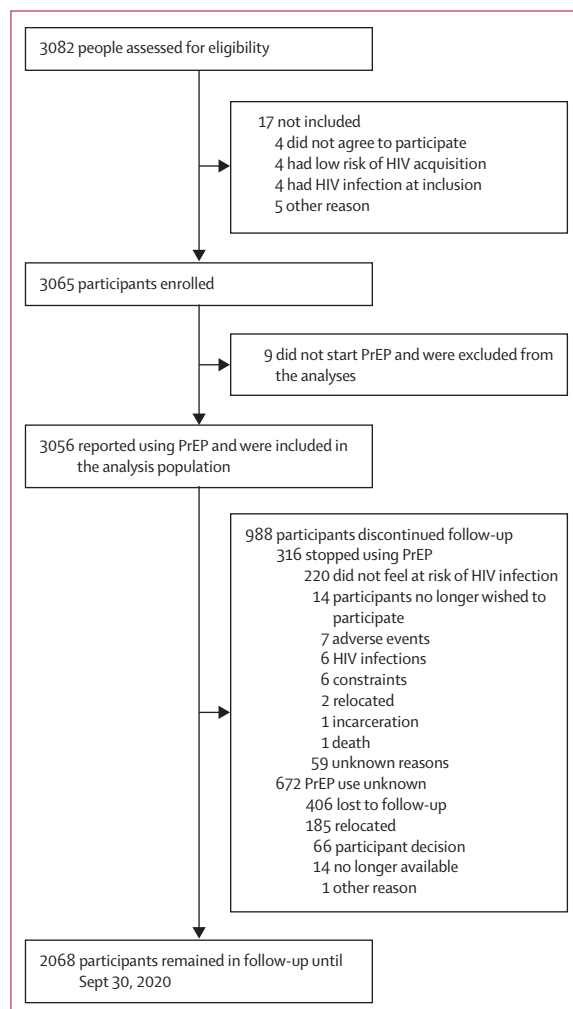 3082 people assessed for eligibility
17 not included
4 did not agree to participate
4 had low risk of HIV acquisition
4 had HIV infection at inclusion
5 other reason
3065 participants enrolled
9 did not start PrEP and were excluded from
the analyses
3056 reported using PrEP and were included in
the analysis population
988 participants discontinued follow-up
316 stopped using PrEP
220 did not feel at risk of HIV infection
14 participants no longer wished to
participate
7 adverse events
6 HIV infections
6 constraints
2 relocated
1 incarceration
1 death
59 unknown reasons
672 PrEP use unknown
406 lost to follow-up
185 relocated
66 participant decision
14 no longer available
1 other reason
2068 participants remained in follow-up until
Sept 30, 2020